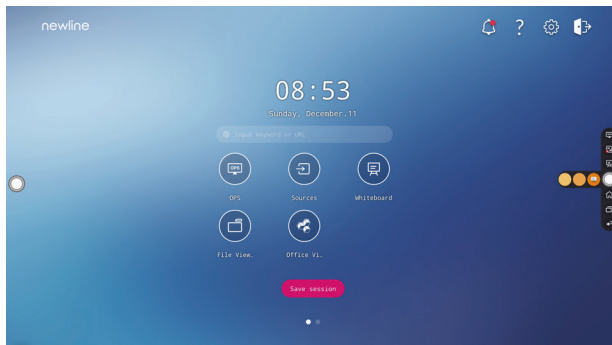 newline
?
08:53
Sunday, December.11
Input keyword or URL
OPS
OPS
Sources
Whiteboard
File View…
Office Vi…
Save session